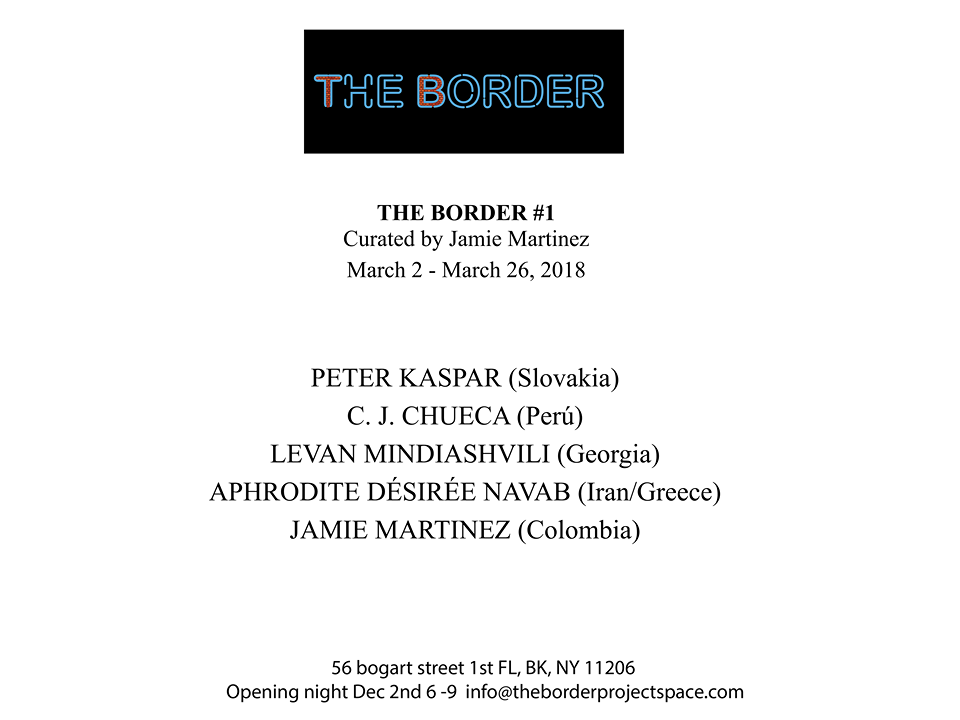 THE BORDER
THE BORDER #1
Curated by Jamie Martinez
March 2 - March 26, 2018
PETER KASPAR (Slovakia)
C. J. CHUECA (Perú)
LEVAN MINDIASHVILI (Georgia)
APHRODITE DÉSIRÉE NAVAB (Iran/Greece)
JAMIE MARTINEZ (Colombia)
56 bogart street 1st FL, BK, NY 11206
Opening night Dec 2nd 6 -9  info@theborderprojectspace.com